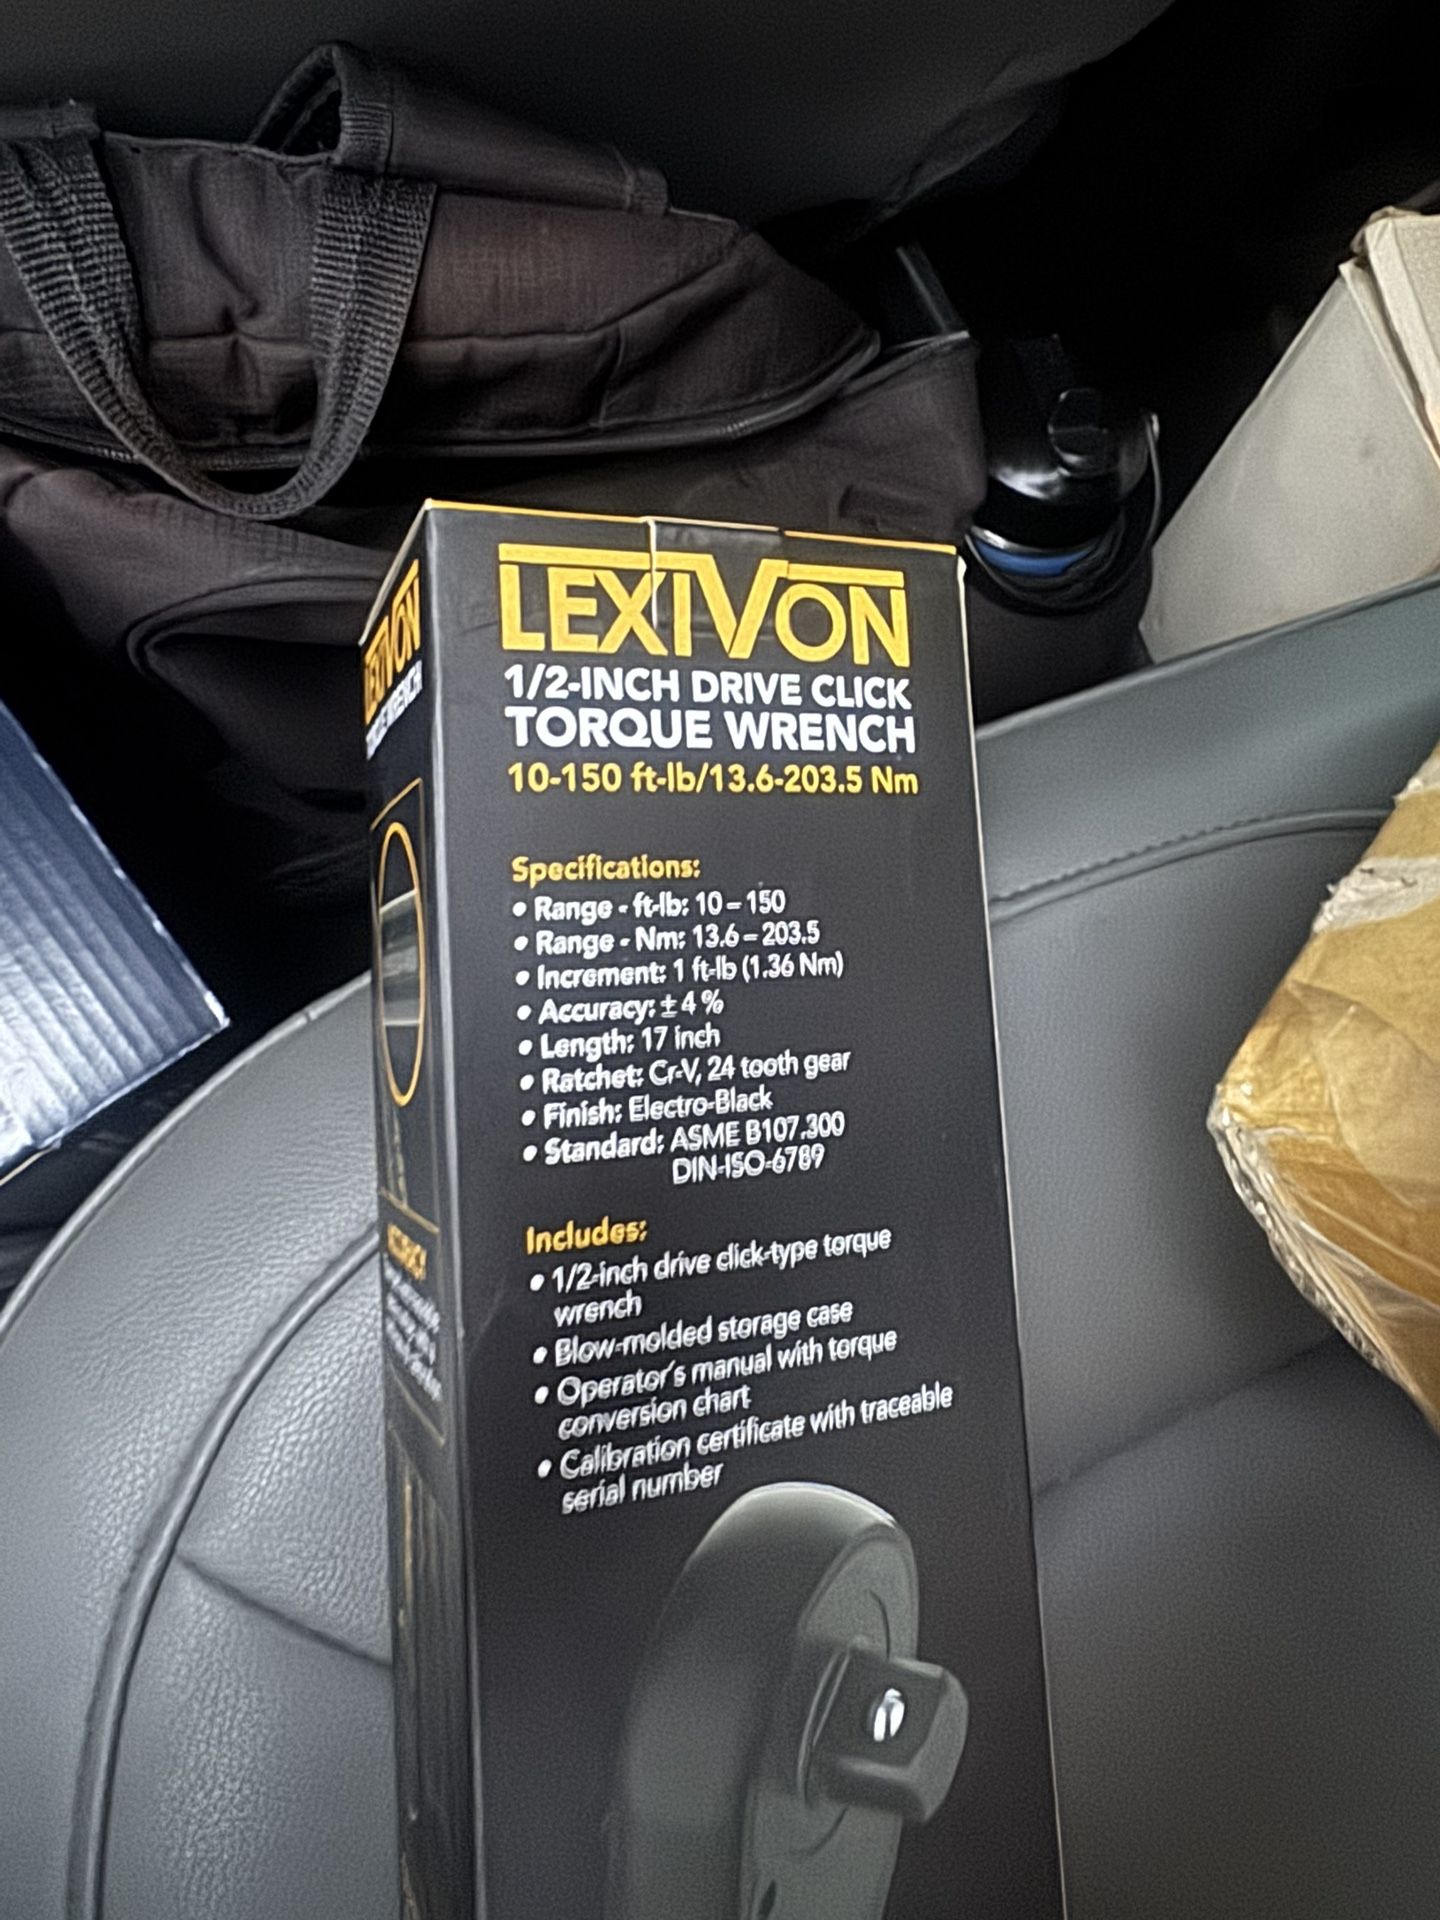 LEXIVON
1/2-INCH DRIVE CLICK
TORQUE WRENCH
10-150 ft-lb/13.6-203.5 Nm
Specifications:
• Range - ft-lb: 10 – 150
• Range - Nm: 13.6 – 203.5
• Increment: 1 ft-lb (1.36 Nm)
• Accuracy: ± 4 %
• Length: 17 inch
• Ratchet: Cr-V, 24 tooth gear
• Finish: Electro-Black
• Standard: ASME B107.300
DIN-ISO-6789
Includes:
• 1/2-inch drive click-type torque
wrench
• Blow-molded storage case
• Operator's manual with torque
conversion chart
• Calibration certificate with traceable
serial number
LEXIVON
TORQUE WRENCH
ACCURACY